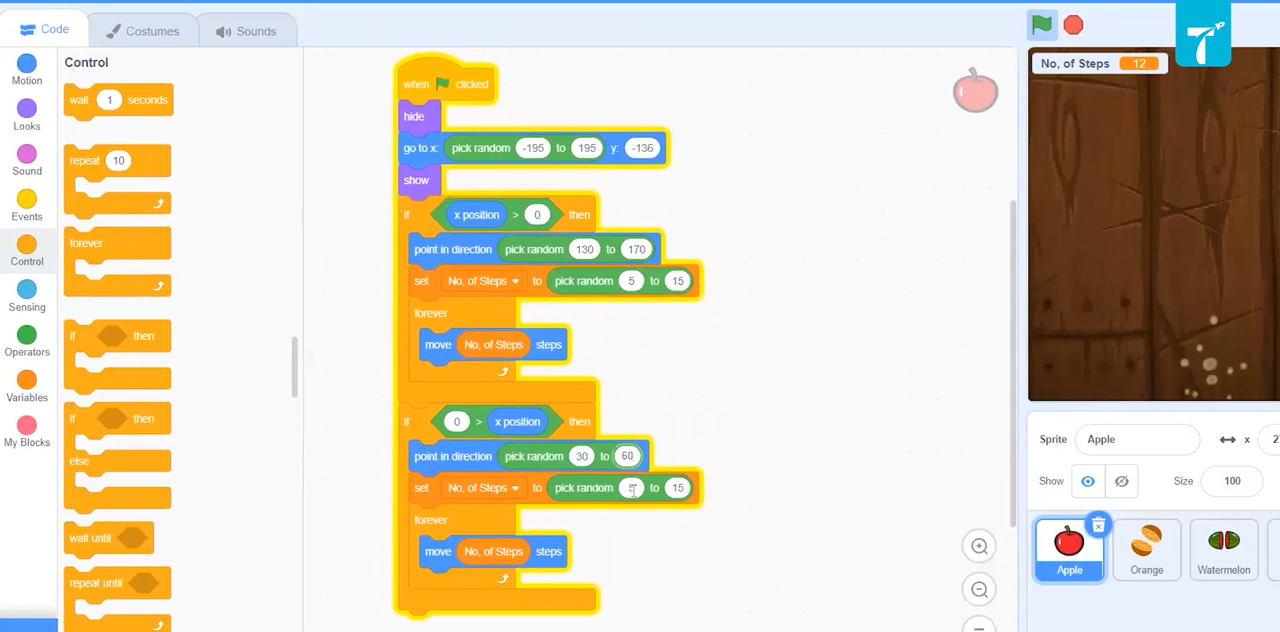 Code
Costumes
Sounds
Motion
Looks
Sound
Events
Control
Sensing
Operators
Variables
My Blocks
Control
wait 1 seconds
repeat 10
forever
if then
if then
else
wait until
repeat until
when clicked
hide
go to x: pick random -195 to 195 y: -136
show
if x position > 0 then
point in direction pick random 130 to 170
set No, of Steps to pick random 5 to 15
forever
move No, of Steps steps
if 0 > x position then
point in direction pick random 30 to 60
set No, of Steps to pick random to 15
forever
move No, of Steps steps
No, of Steps 12
Sprite Apple x
Show Size 100
Apple
Orange
Watermelon